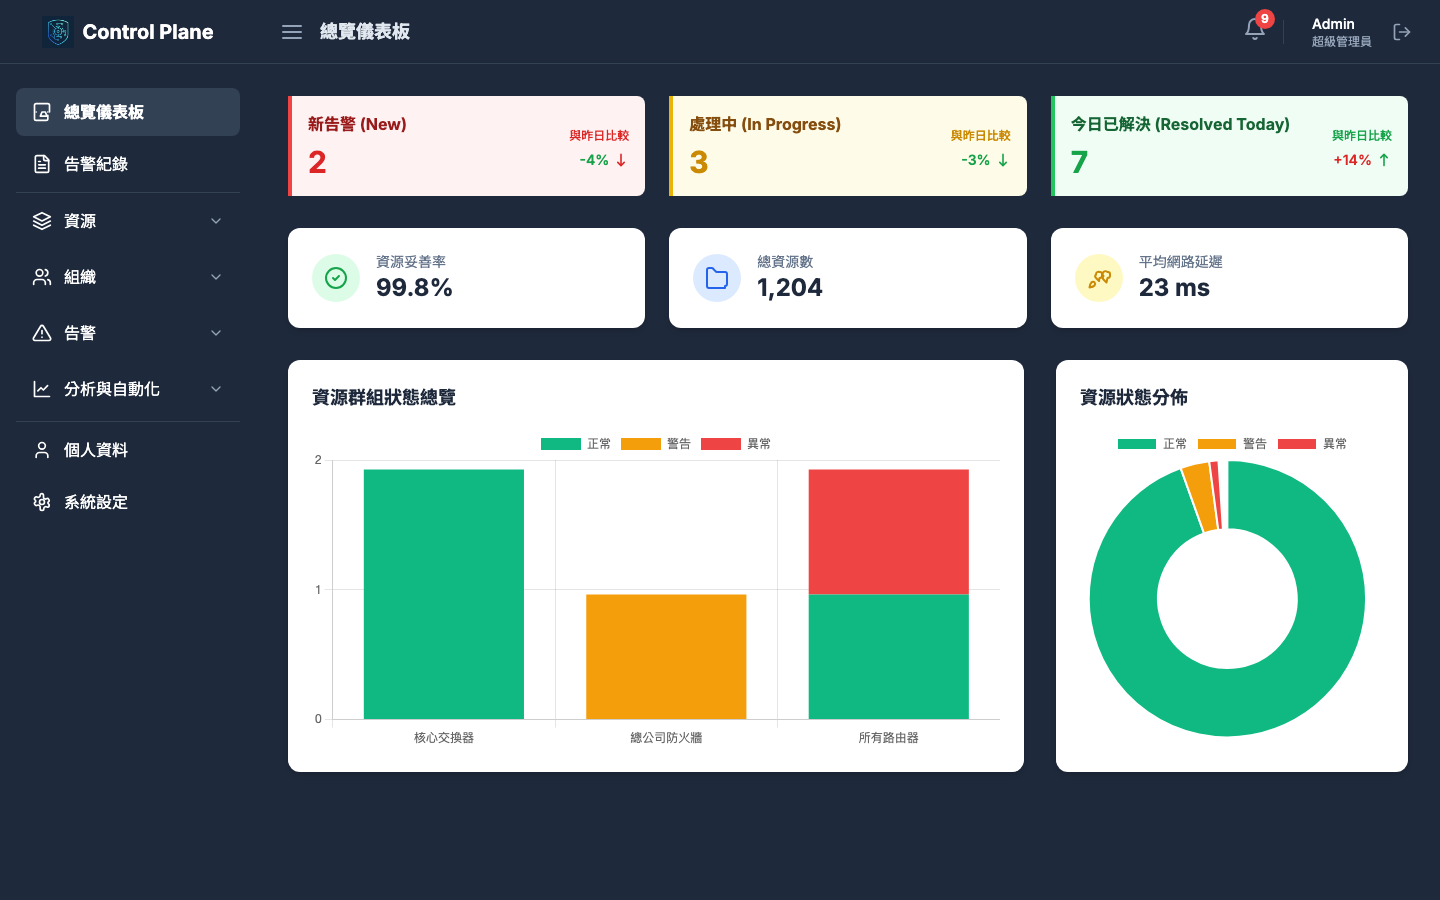 Control Plane
總覽儀表板
9
Admin
超級管理員
總覽儀表板
告警紀錄
資源
組織
告警
分析與自動化
個人資料
系統設定
新告警 (New)
2
與昨日比較
-4% ↓
處理中 (In Progress)
3
與昨日比較
-3% ↓
今日已解決 (Resolved Today)
7
與昨日比較
+14% ↑
資源妥善率
99.8%
總資源數
1,204
平均網路延遲
23 ms
資源群組狀態總覽
正常 警告 異常
2
1
0
核心交換器 總公司防火牆 所有路由器
資源狀態分佈
正常 警告 異常